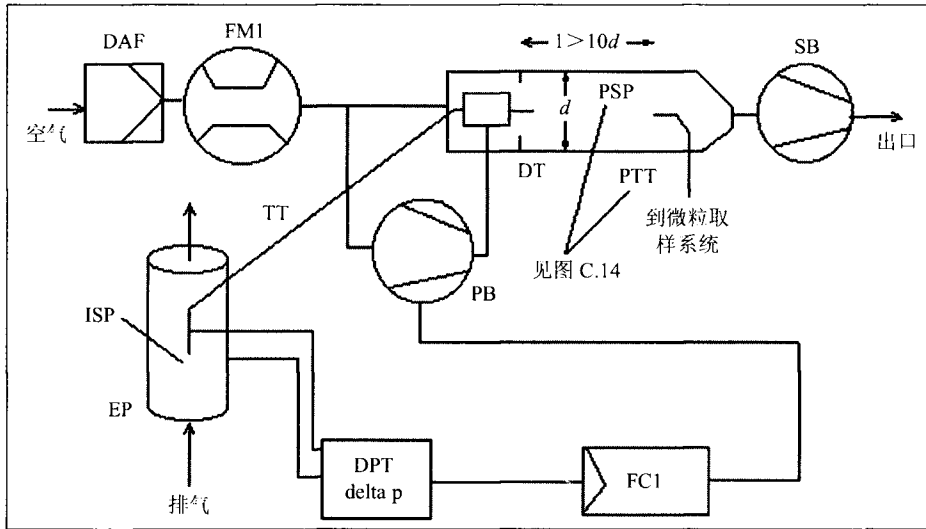 DAF
FM1
1＞10d
SB
空气
d
PSP
DT
PTT
出口
TT
到微粒取
样系统
见图 C.14
PB
ISP
EP
排气
DPT
delta p
FC1